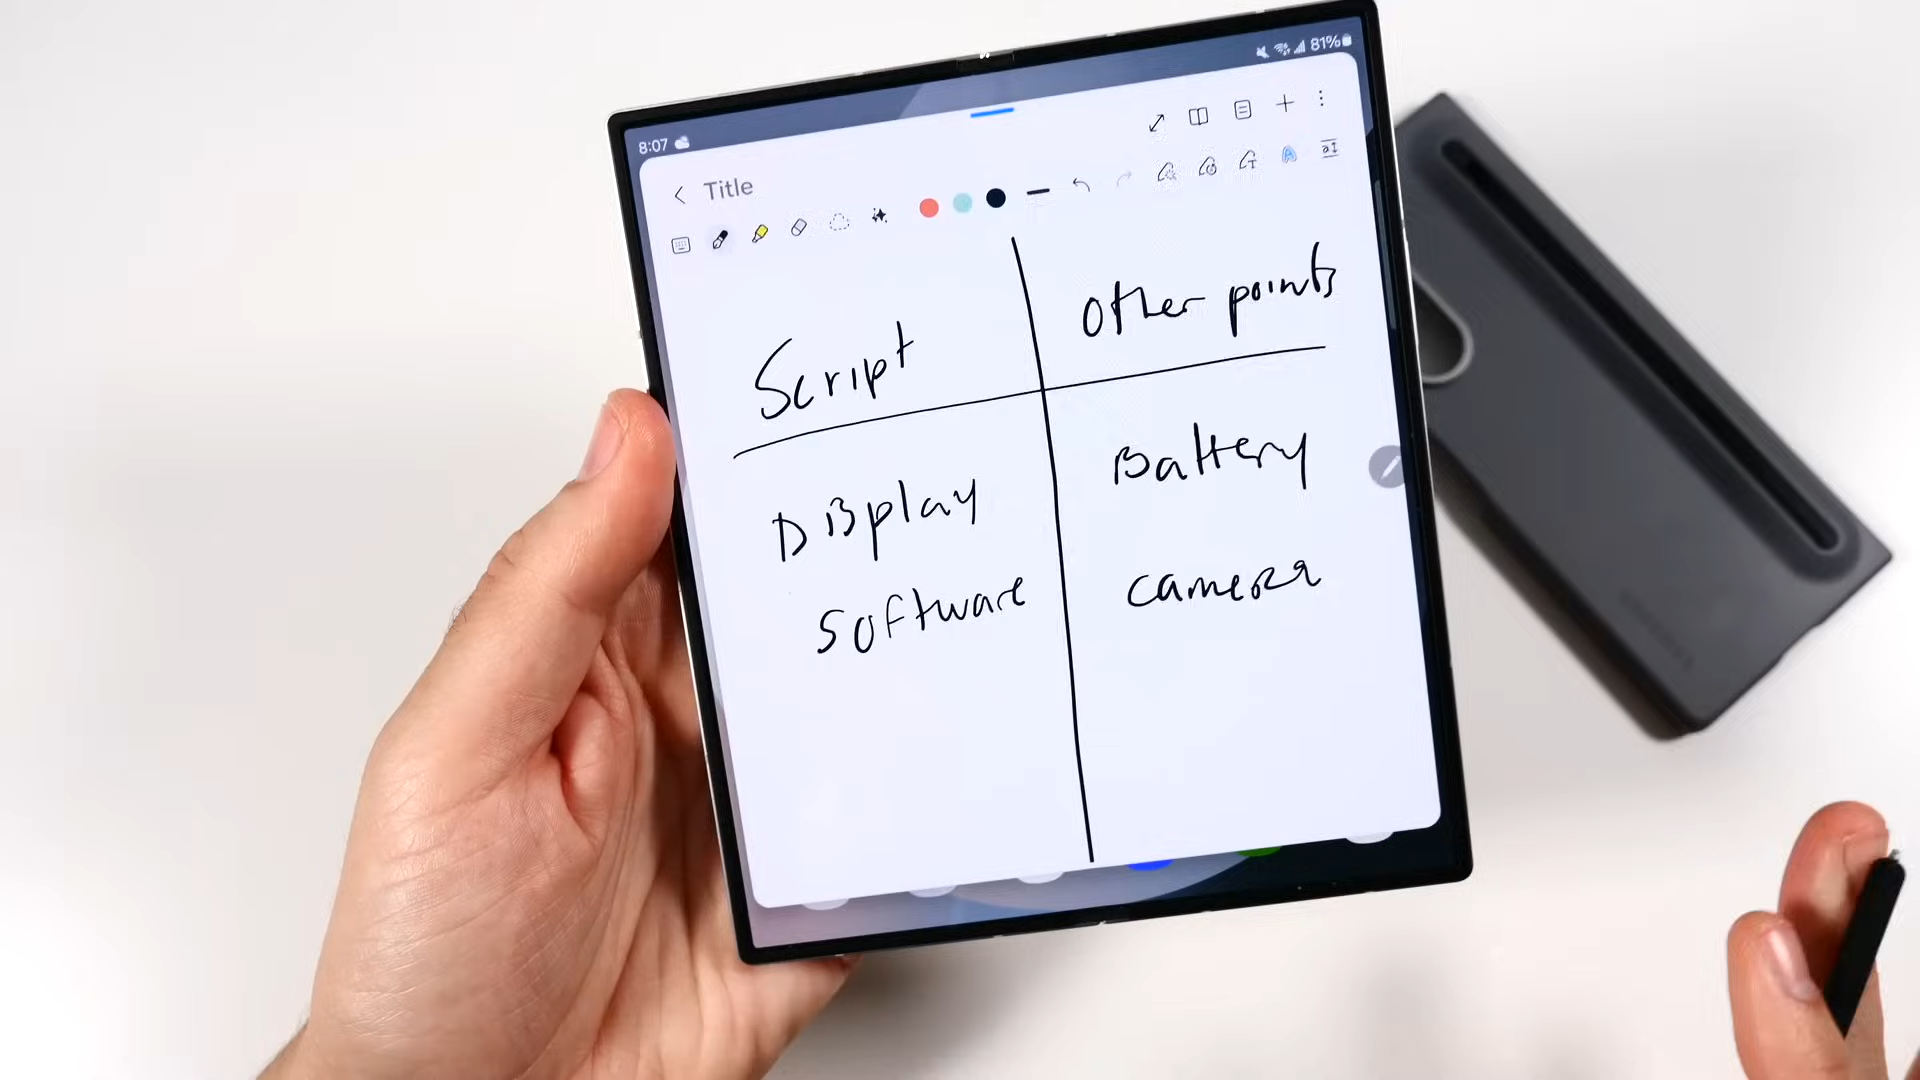 8:07 81%
Title
Script Other points
Display Battery
Software camera